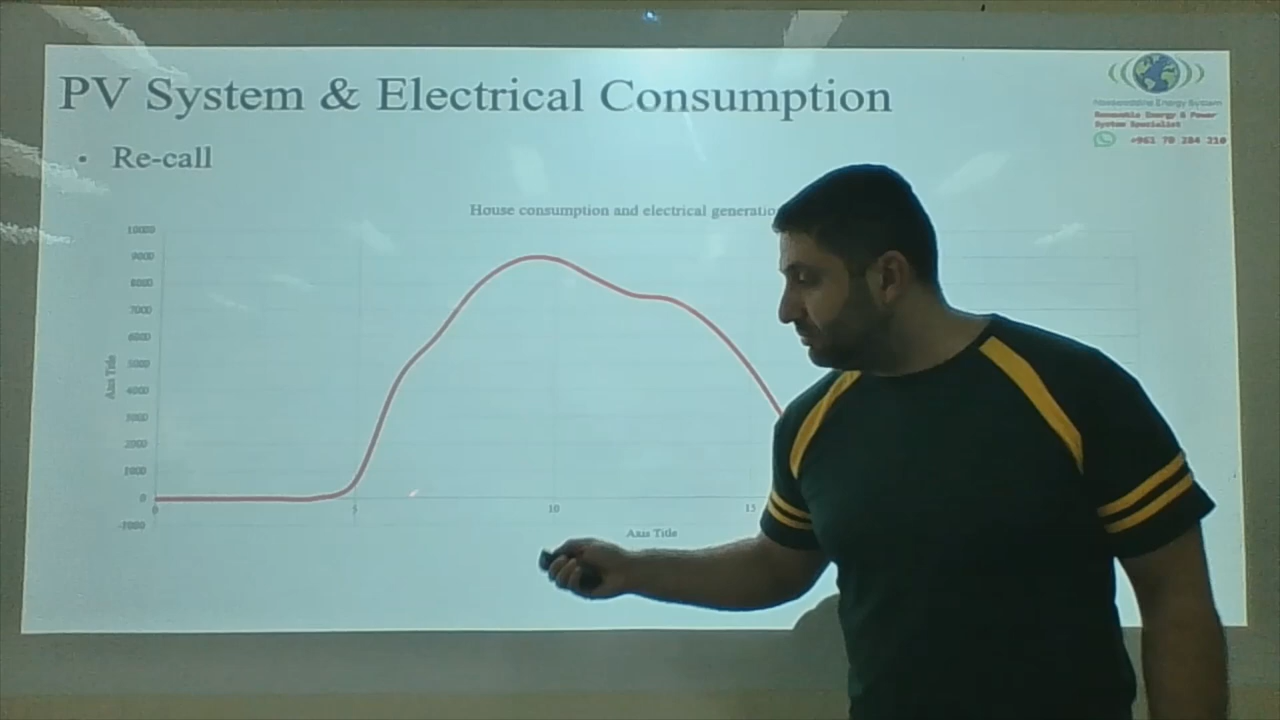 PV System & Electrical Consumption
• Re-call
Renewable Energy System
Renewable Energy & Power
System Specialist
+961 70 284 210
House consumption and electrical generatio
10000
9000
8000
7000
6000
5000
4000
3000
2000
1000
0
-1000
Axis Title
0 5 10 15
Axis Title